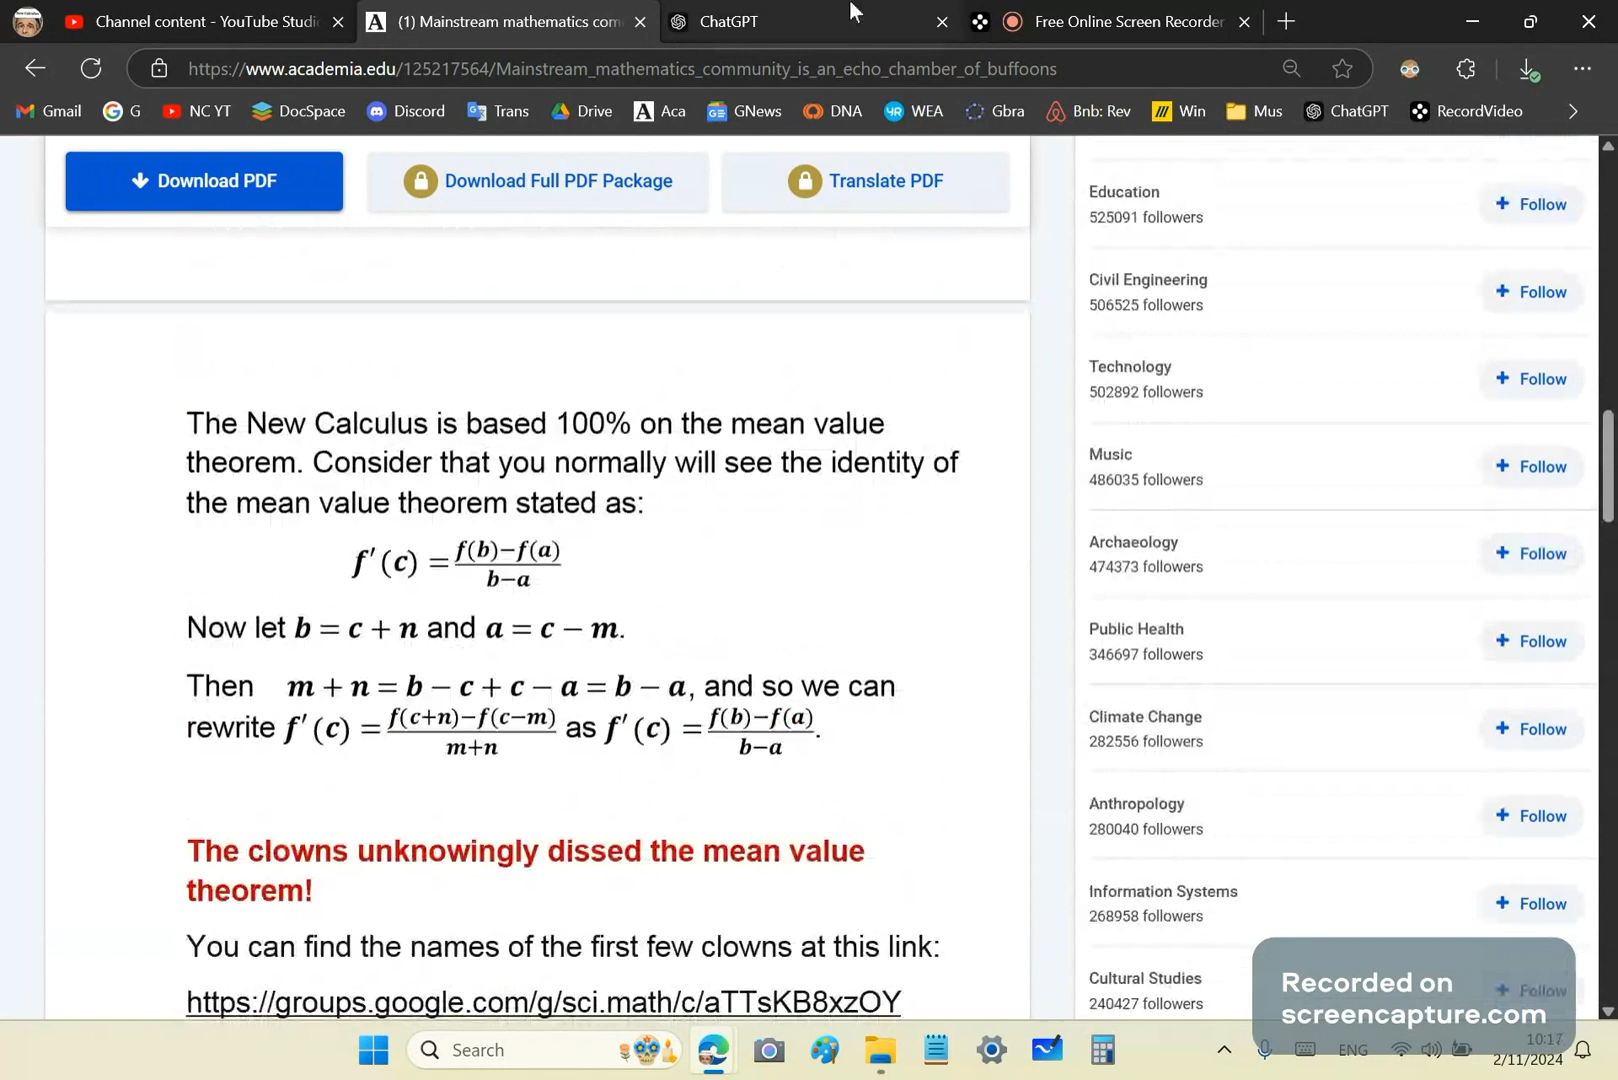 Channel content - YouTube Studi
(1) Mainstream mathematics com
ChatGPT
Free Online Screen Recorder
https://www.academia.edu/125217564/Mainstream_mathematics_community_is_an_echo_chamber_of_buffoons
Gmail G NC YT DocSpace Discord Trans Drive Aca GNews DNA WEA Gbra Bnb: Rev Win Mus ChatGPT RecordVideo
Download PDF Download Full PDF Package Translate PDF
The New Calculus is based 100% on the mean value
theorem. Consider that you normally will see the identity of
the mean value theorem stated as:
f′(c) = f(b)−f(a) / b−a
Now let b = c + n and a = c − m.
Then m + n = b − c + c − a = b − a, and so we can
rewrite f′(c) = f(c+n)−f(c−m) / m+n as f′(c) = f(b)−f(a) / b−a.
The clowns unknowingly dissed the mean value
theorem!
You can find the names of the first few clowns at this link:
https://groups.google.com/g/sci.math/c/aTTsKB8xzOY
Education
525091 followers
+ Follow
Civil Engineering
506525 followers
+ Follow
Technology
502892 followers
+ Follow
Music
486035 followers
+ Follow
Archaeology
474373 followers
+ Follow
Public Health
346697 followers
+ Follow
Climate Change
282556 followers
+ Follow
Anthropology
280040 followers
+ Follow
Information Systems
268958 followers
+ Follow
Cultural Studies
240427 followers
+ Follow
Recorded on
screencapture.com
Search
ENG
10:17
2/11/2024